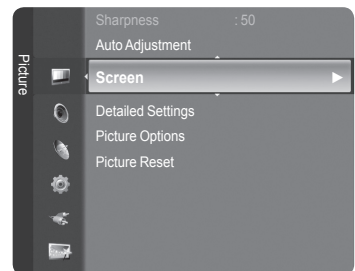 Picture
Sharpness : 50
Auto Adjustment
Screen
Detailed Settings
Picture Options
Picture Reset